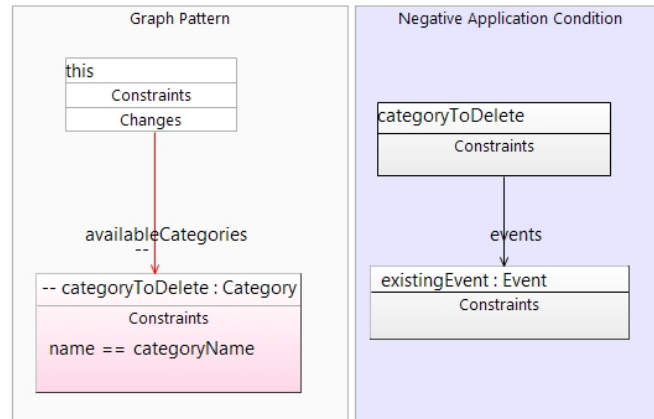 Graph Pattern
this
Constraints
Changes
availableCategories
--
-- categoryToDelete : Category
Constraints
name == categoryName
Negative Application Condition
categoryToDelete
Constraints
events
existingEvent : Event
Constraints